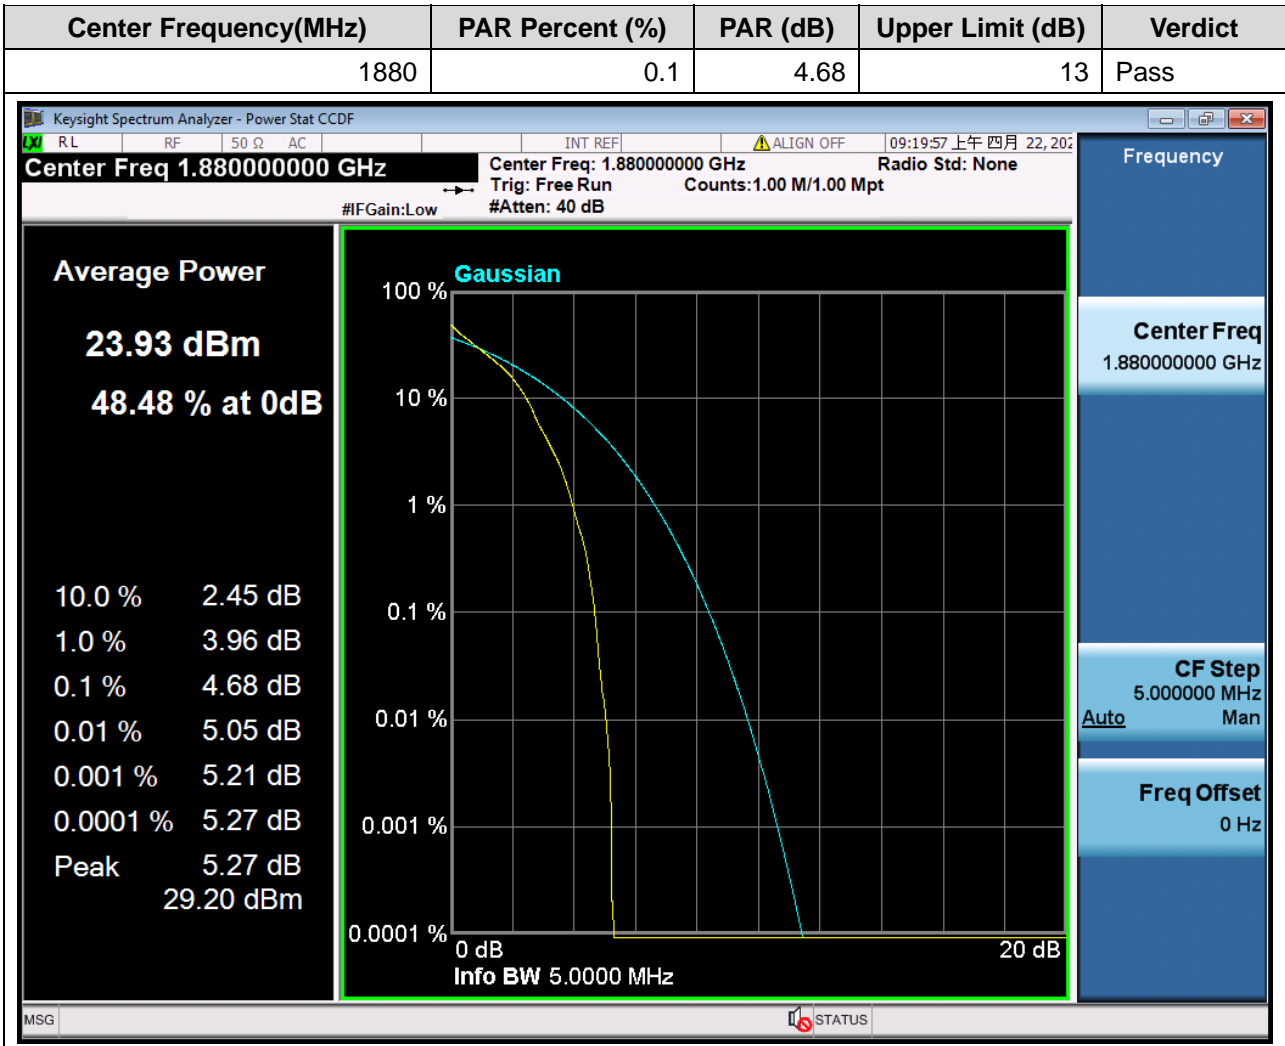 Center Frequency(MHz) PAR Percent (%) PAR (dB) Upper Limit (dB) Verdict
1880 0.1 4.68 13 Pass
Keysight Spectrum Analyzer - Power Stat CCDF
LXI RL RF 50 Ω AC INT REF ALIGN OFF 09:19:57 上午 四月 22, 202
Center Freq 1.880000000 GHz
Center Freq: 1.880000000 GHz Radio Std: None
Trig: Free Run Counts:1.00 M/1.00 Mpt
#IFGain:Low #Atten: 40 dB
Frequency
Average Power
23.93 dBm
48.48 % at 0dB
10.0 % 2.45 dB
1.0 % 3.96 dB
0.1 % 4.68 dB
0.01 % 5.05 dB
0.001 % 5.21 dB
0.0001 % 5.27 dB
Peak 5.27 dB
29.20 dBm
Gaussian
100 %
10 %
1 %
0.1 %
0.01 %
0.001 %
0.0001 %
0 dB 20 dB
Info BW 5.0000 MHz
Center Freq
1.880000000 GHz
CF Step
5.000000 MHz
Auto Man
Freq Offset
0 Hz
MSG STATUS